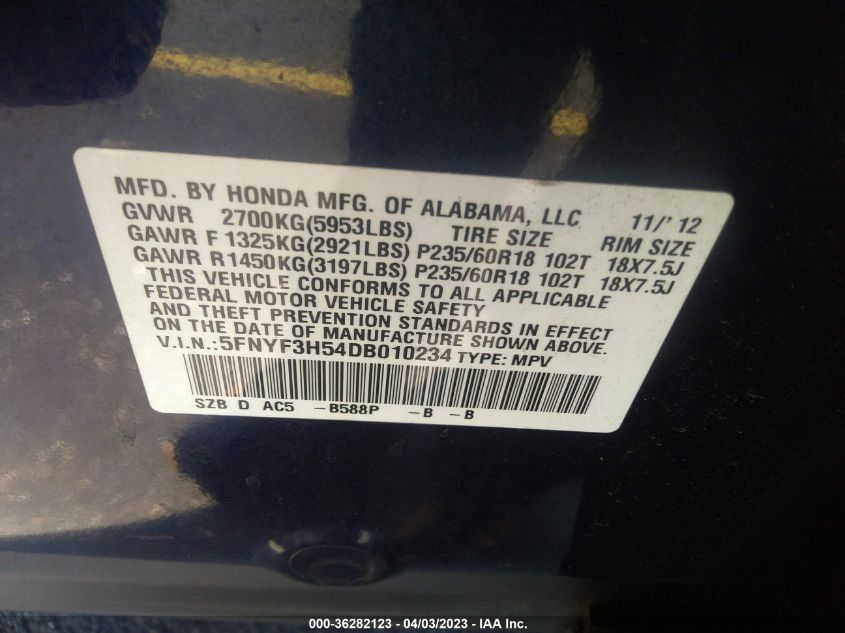 MFD. BY HONDA MFG. OF ALABAMA, LLC 11/'12
GVWR 2700KG(5953LBS) TIRE SIZE RIM SIZE
GAWR F 1325KG(2921LBS) P235/60R18 102T 18X7.5J
GAWR R1450KG(3197LBS) P235/60R18 102T 18X7.5J
THIS VEHICLE CONFORMS TO ALL APPLICABLE
FEDERAL MOTOR VEHICLE SAFETY
AND THEFT PREVENTION STANDARDS IN EFFECT
ON THE DATE OF MANUFACTURE SHOWN ABOVE.
V.I.N.:5FNYF3H54DB010234 TYPE: MPV
SZB D AC5 -B588P -B -B
000-36282123 - 04/03/2023 - IAA Inc.